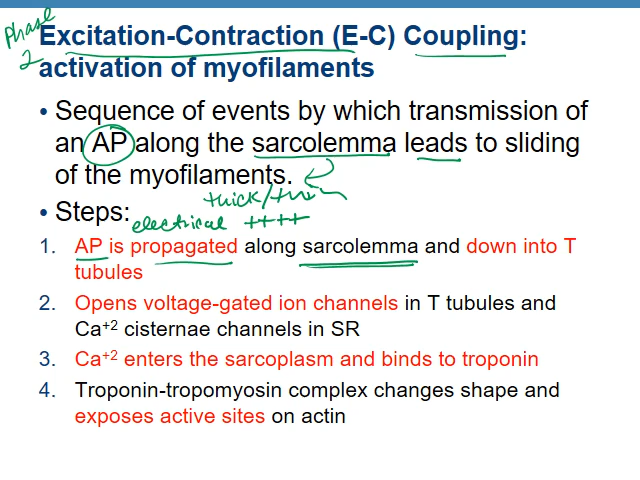 Phase
2
Excitation-Contraction (E-C) Coupling:
activation of myofilaments
• Sequence of events by which transmission of
an AP along the sarcolemma leads to sliding
of the myofilaments.
thick/thin
• Steps:
electrical ++++
1. AP is propagated along sarcolemma and down into T
tubules
2. Opens voltage-gated ion channels in T tubules and
Ca+2 cisternae channels in SR
3. Ca+2 enters the sarcoplasm and binds to troponin
4. Troponin-tropomyosin complex changes shape and
exposes active sites on actin